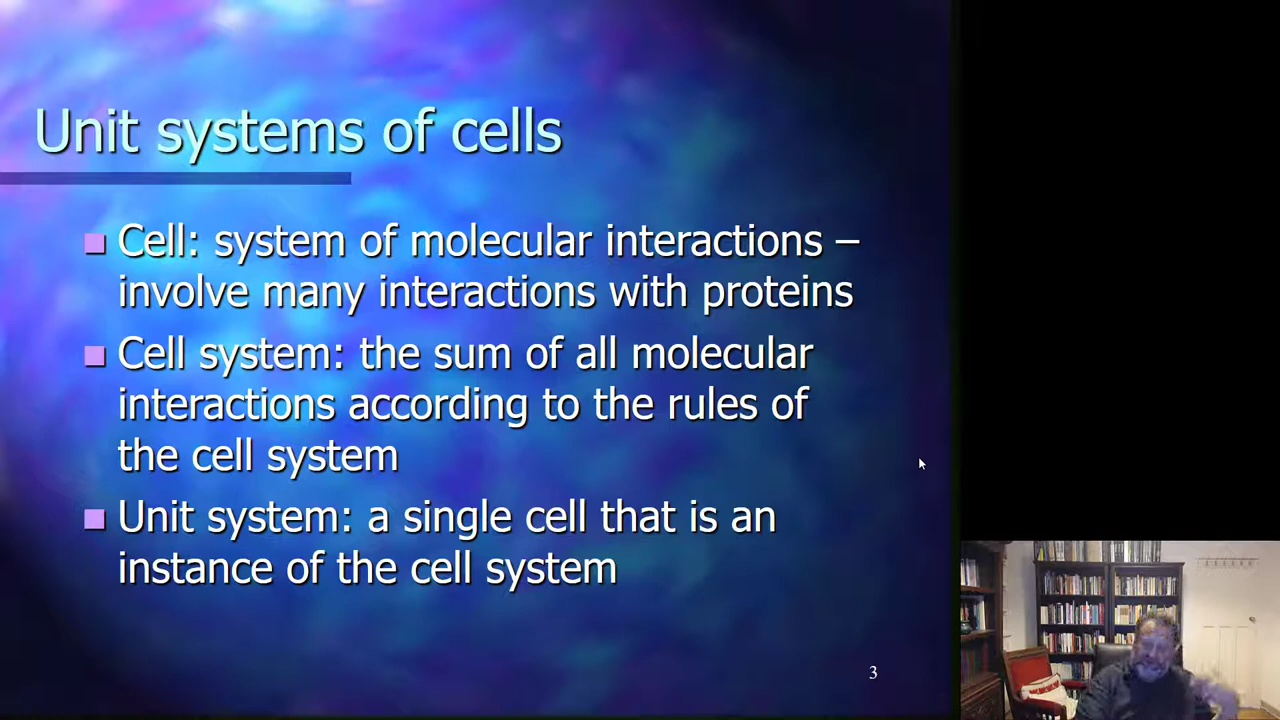 Unit systems of cells
Cell: system of molecular interactions –
involve many interactions with proteins
Cell system: the sum of all molecular
interactions according to the rules of
the cell system
Unit system: a single cell that is an
instance of the cell system
3